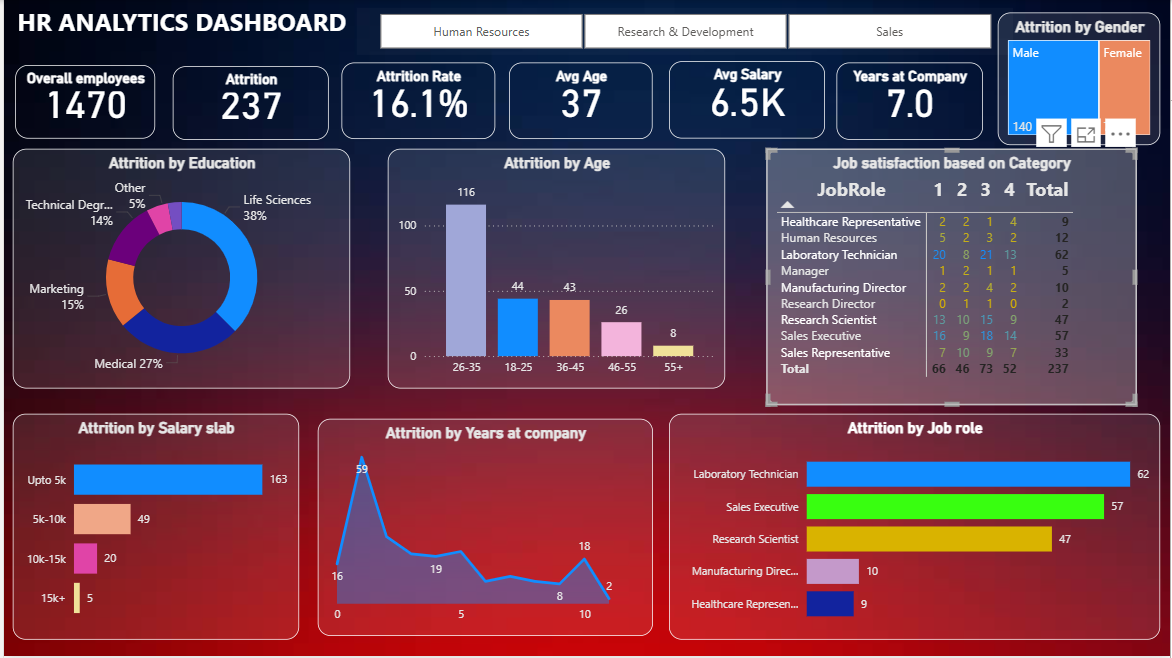 HR ANALYTICS DASHBOARD
Human Resources
Research & Development
Sales
Overall employees
1470
Attrition
237
Attrition Rate
16.1%
Avg Age
37
Avg Salary
6.5K
Years at Company
7.0
Attrition by Gender
Male
Female
140
Attrition by Education
Other
5%
Life Sciences
38%
Technical Degr...
14%
Marketing
15%
Medical 27%
Attrition by Age
116
100
44
43
50
26
8
0
26-35 18-25 36-45 46-55 55+
Job satisfaction based on Category
JobRole 1 2 3 4 Total
Healthcare Representative 2 2 1 4 9
Human Resources 5 2 3 2 12
Laboratory Technician 20 8 21 13 62
Manager 1 2 1 1 5
Manufacturing Director 2 2 4 2 10
Research Director 0 1 1 0 2
Research Scientist 13 10 15 9 47
Sales Executive 16 9 18 14 57
Sales Representative 7 10 9 7 33
Total 66 46 73 52 237
Attrition by Salary slab
Upto 5k 163
5k-10k 49
10k-15k 20
15k+ 5
Attrition by Years at company
59
18
16
19
8
2
0 5 10
Attrition by Job role
Laboratory Technician 62
Sales Executive 57
Research Scientist 47
Manufacturing Direc... 10
Healthcare Represen... 9